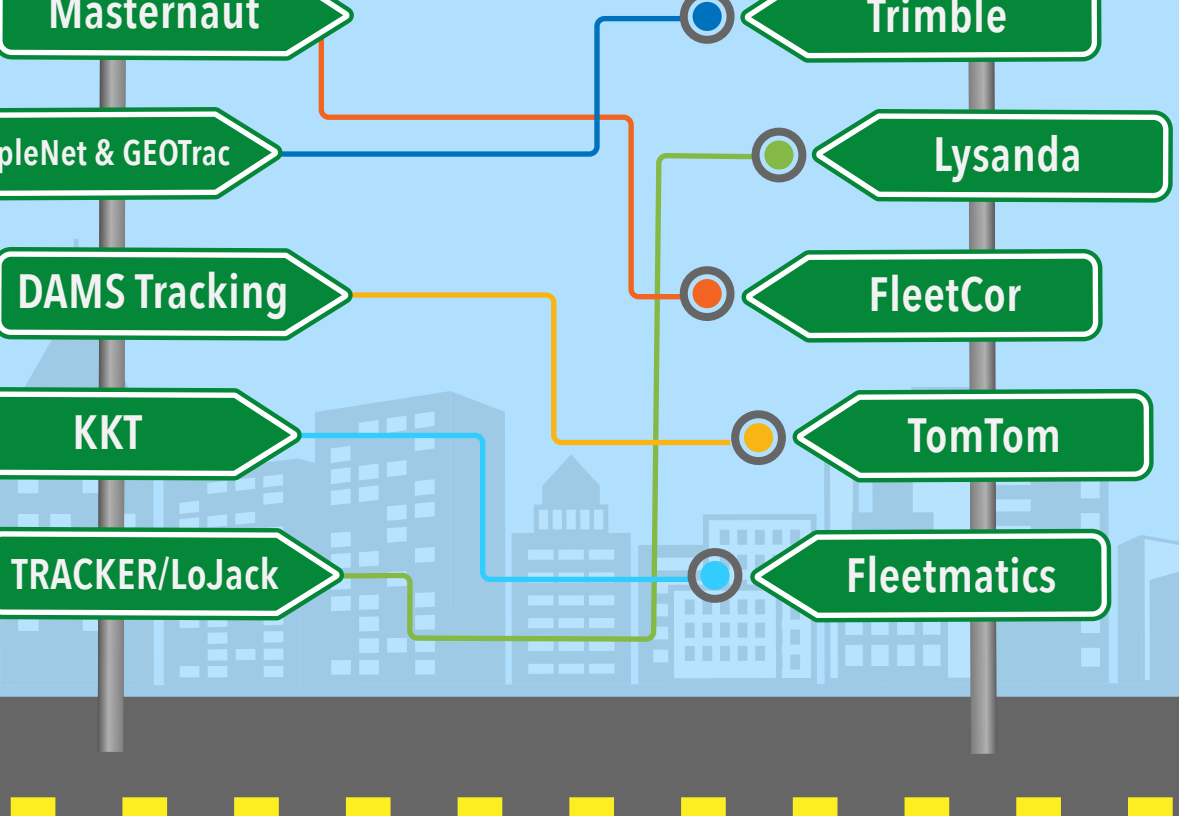 Masternaut
Trimble
pleNet & GEOTrac
Lysanda
DAMS Tracking
FleetCor
KKT
TomTom
TRACKER/LoJack
Fleetmatics